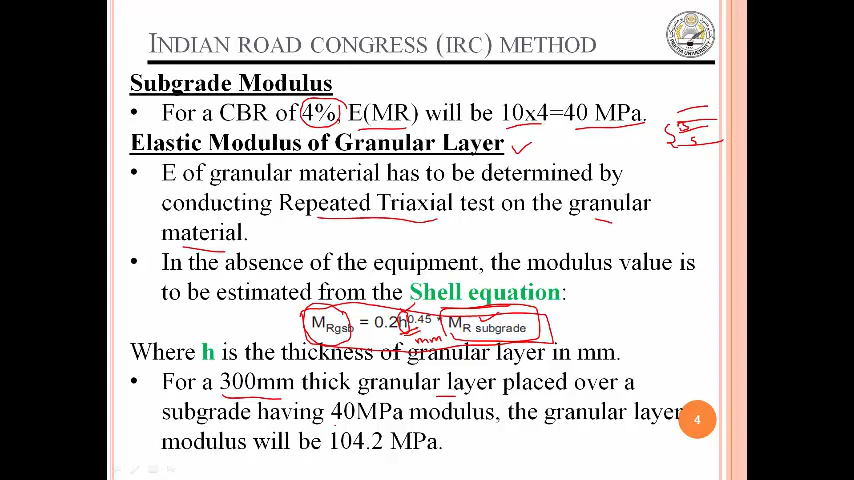 INDIAN ROAD CONGRESS (IRC) METHOD
Subgrade Modulus
• For a CBR of 4%, E(MR) will be 10x4=40 MPa.
Elastic Modulus of Granular Layer
• E of granular material has to be determined by
conducting Repeated Triaxial test on the granular
material.
• In the absence of the equipment, the modulus value is
to be estimated from the Shell equation:
MRgsb = 0.2h^0.45 * MR subgrade
mm
Where h is the thickness of granular layer in mm.
• For a 300mm thick granular layer placed over a
subgrade having 40MPa modulus, the granular layer
4
modulus will be 104.2 MPa.